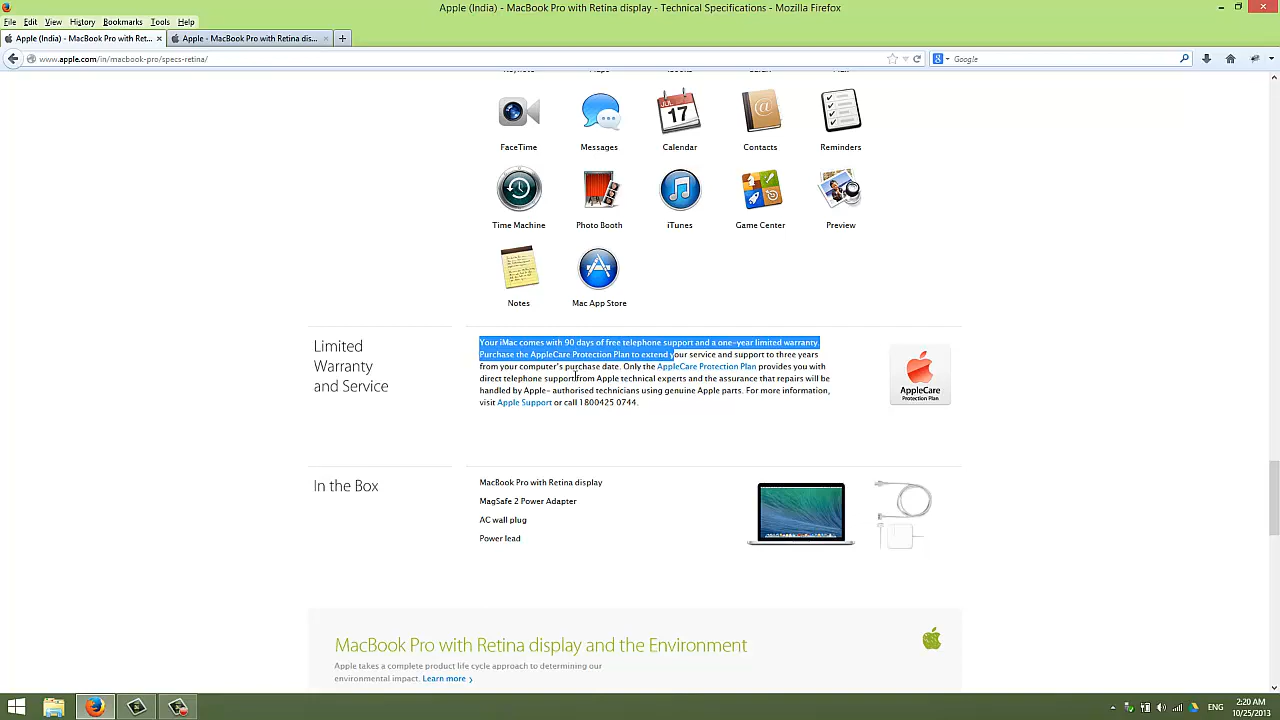 Apple (India) - MacBook Pro with Retina display - Technical Specifications - Mozilla Firefox
File Edit View History Bookmarks Tools Help
Apple (India) - MacBook Pro with Ret...
Apple - MacBook Pro with Retina dis...
www.apple.com/in/macbook-pro/specs-retina/
Google
JUL
17
FaceTime
Messages
Calendar
Contacts
Reminders
Time Machine
Photo Booth
iTunes
Game Center
Preview
Notes
Mac App Store
Limited
Warranty
and Service
Your iMac comes with 90 days of free telephone support and a one-year limited warranty.
Purchase the AppleCare Protection Plan to extend your service and support to three years
from your computer's purchase date. Only the AppleCare Protection Plan provides you with
direct telephone support from Apple technical experts and the assurance that repairs will be
handled by Apple- authorised technicians using genuine Apple parts. For more information,
visit Apple Support or call 1800425 0744.
AppleCare
Protection Plan
In the Box
MacBook Pro with Retina display
MagSafe 2 Power Adapter
AC wall plug
Power lead
MacBook Pro with Retina display and the Environment
Apple takes a complete product life cycle approach to determining our
environmental impact. Learn more ›
ENG
2:20 AM
10/25/2013